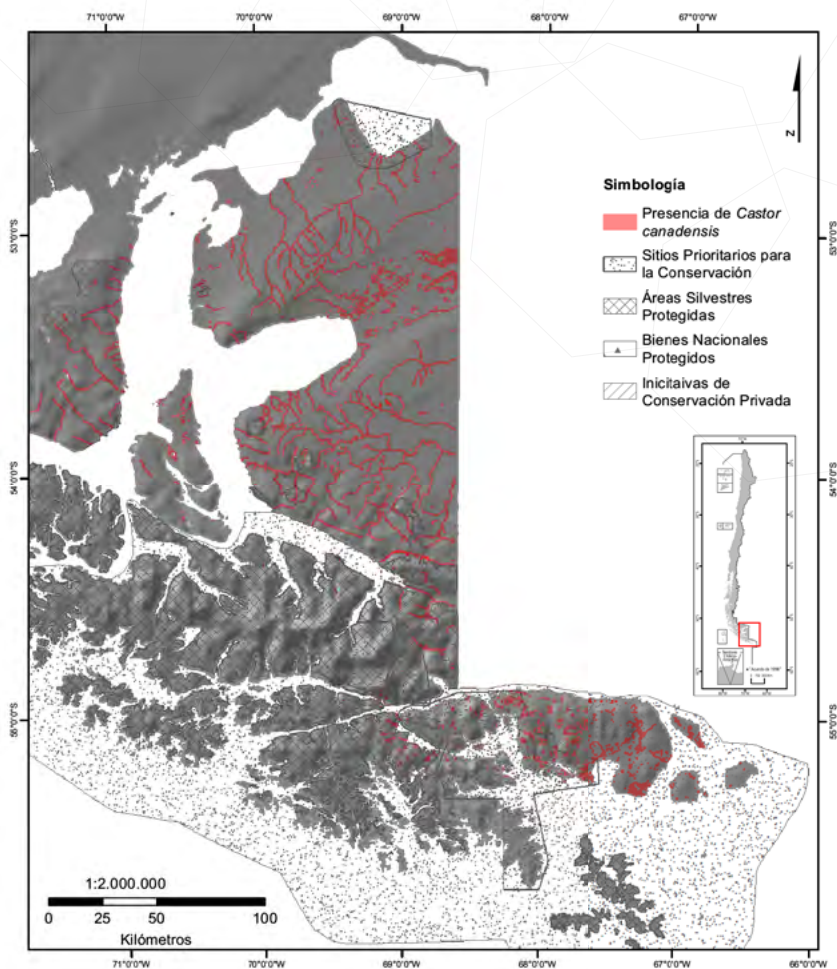 71°0'0"W 70°0'0"W 69°0'0"W 68°0'0"W 67°0'0"W
N
Simbología
Presencia de Castor
canadensis
Sitios Prioritarios para
la Conservación
Áreas Silvestres
Protegidas
Bienes Nacionales
Protegidos
Inicitaivas de
Conservación Privada
53°0'0"S 53°0'0"S
54°0'0"S 54°0'0"S
55°0'0"S 55°0'0"S
1:2.000.000
0 25 50 100
Kilómetros
71°0'0"W 70°0'0"W 69°0'0"W 68°0'0"W 67°0'0"W 66°0'0"W